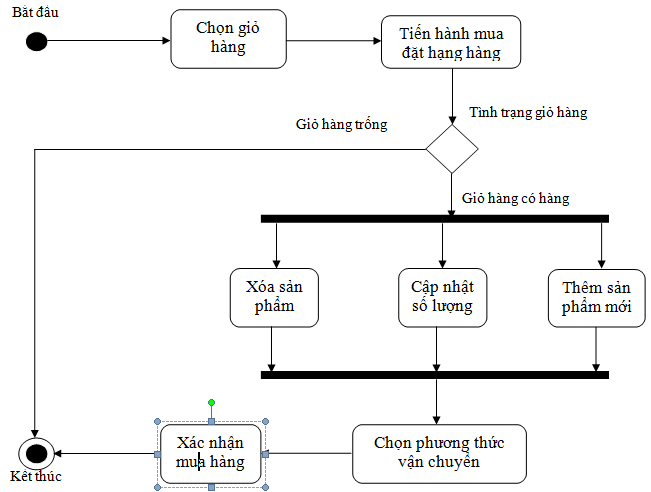 Bắt đầu
Chọn giỏ
hàng
Tiến hành mua
đặt hạng hàng
Tình trạng giỏ hàng
Giỏ hàng trống
Giỏ hàng có hàng
Xóa sản
phẩm
Cập nhật
số lượng
Thêm sản
phẩm mới
Xác nhận
mua hàng
Chọn phương thức
vận chuyển
Kết thúc